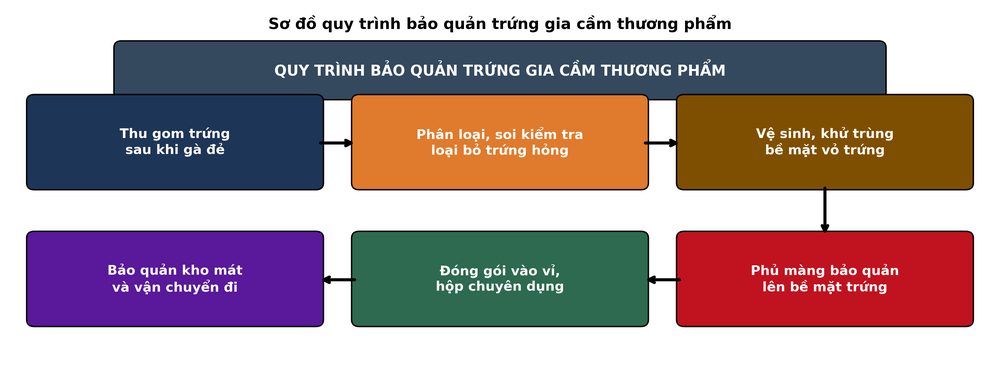 Sơ đồ quy trình bảo quản trứng gia cầm thương phẩm
QUY TRÌNH BẢO QUẢN TRỨNG GIA CẦM THƯƠNG PHẨM
Thu gom trứng
sau khi gà đẻ
Phân loại, soi kiểm tra
loại bỏ trứng hỏng
Vệ sinh, khử trùng
bề mặt vỏ trứng
Phủ màng bảo quản
lên bề mặt trứng
Đóng gói vào vỉ,
hộp chuyên dụng
Bảo quản kho mát
và vận chuyển đi